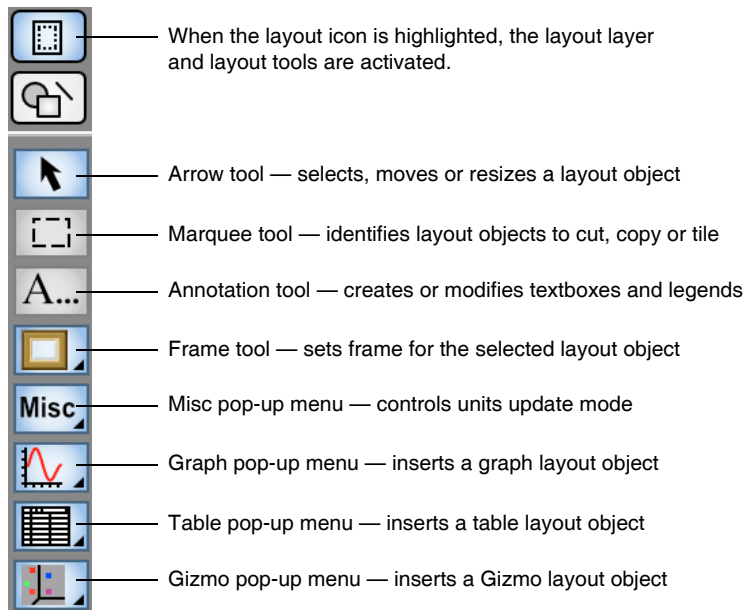 When the layout icon is highlighted, the layout layer
and layout tools are activated.
Arrow tool — selects, moves or resizes a layout object
Marquee tool — identifies layout objects to cut, copy or tile
A...
Annotation tool — creates or modifies textboxes and legends
Frame tool — sets frame for the selected layout object
Misc
Misc pop-up menu — controls units update mode
Graph pop-up menu — inserts a graph layout object
Table pop-up menu — inserts a table layout object
Gizmo pop-up menu — inserts a Gizmo layout object